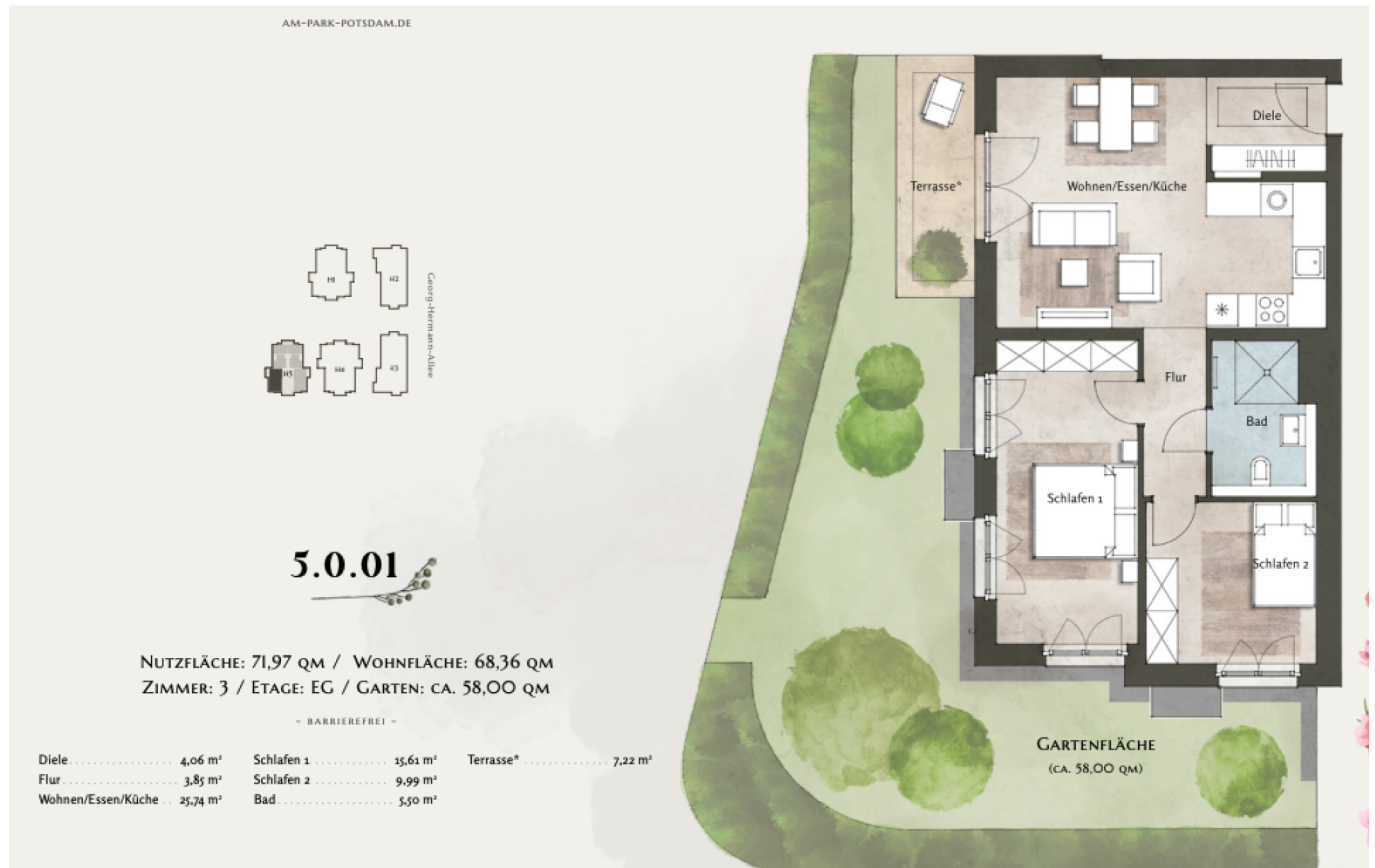 AM-PARK-POTSDAM.DE
H1
H2
Georg-Hermann-Allee
H5
H4
5.0.01
Nutzfläche: 71,97 qm / Wohnfläche: 68,36 qm
Zimmer: 3 / Etage: EG / Garten: ca. 58,00 qm
- BARRIEREFREI -
Diele 4,06 m²
Flur 3,85 m²
Wohnen/Essen/Küche 25,74 m²
Schlafen 1 15,61 m²
Schlafen 2 9,99 m²
Bad 5,50 m²
Terrasse* 7,22 m²
Diele
Terrasse*
Wohnen/Essen/Küche
Flur
Bad
Schlafen 1
Schlafen 2
Gartenfläche
(ca. 58,00 qm)